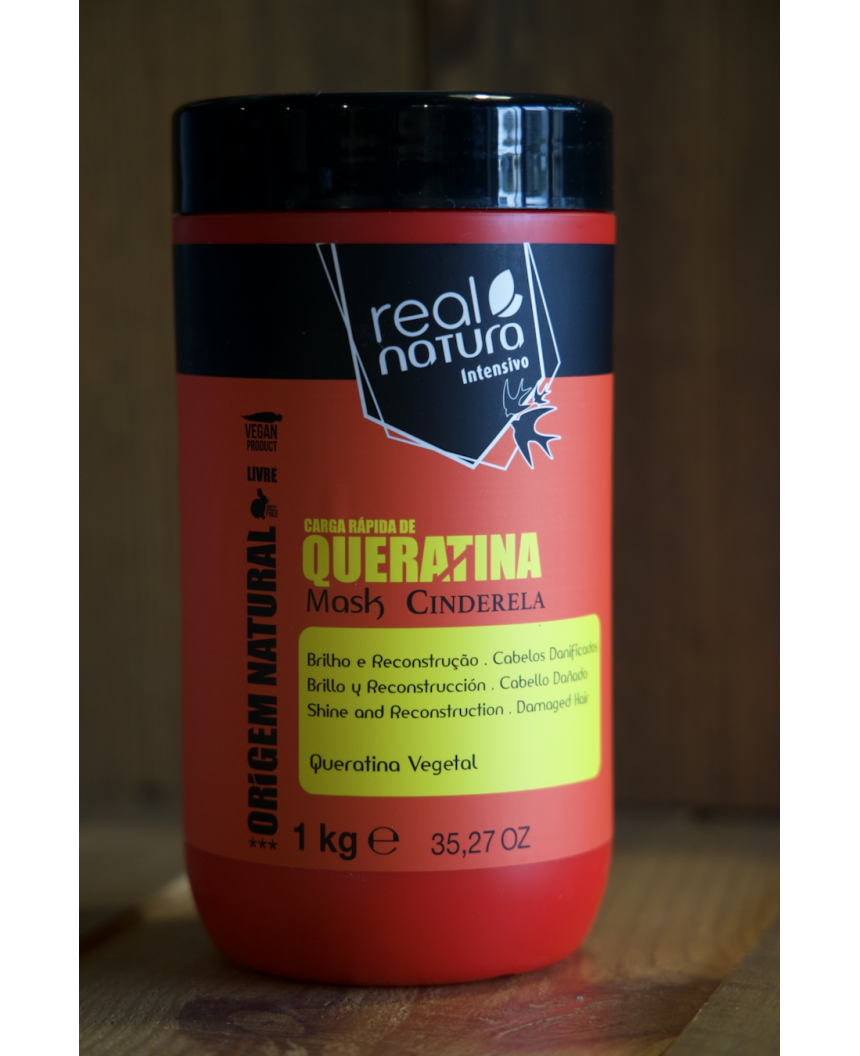 real
natura
Intensivo
VEGAN
PRODUCT
LIVRE
***ORIGEM NATURAL
CARGA RÁPIDA DE
QUERATINA
Mask CINDERELA
Brilho e Reconstrução . Cabelos Danificados
Brillo y Reconstrucción . Cabello Dañado
Shine and Reconstruction . Damaged Hair
Queratina Vegetal
1 kg ℮ 35,27 OZ